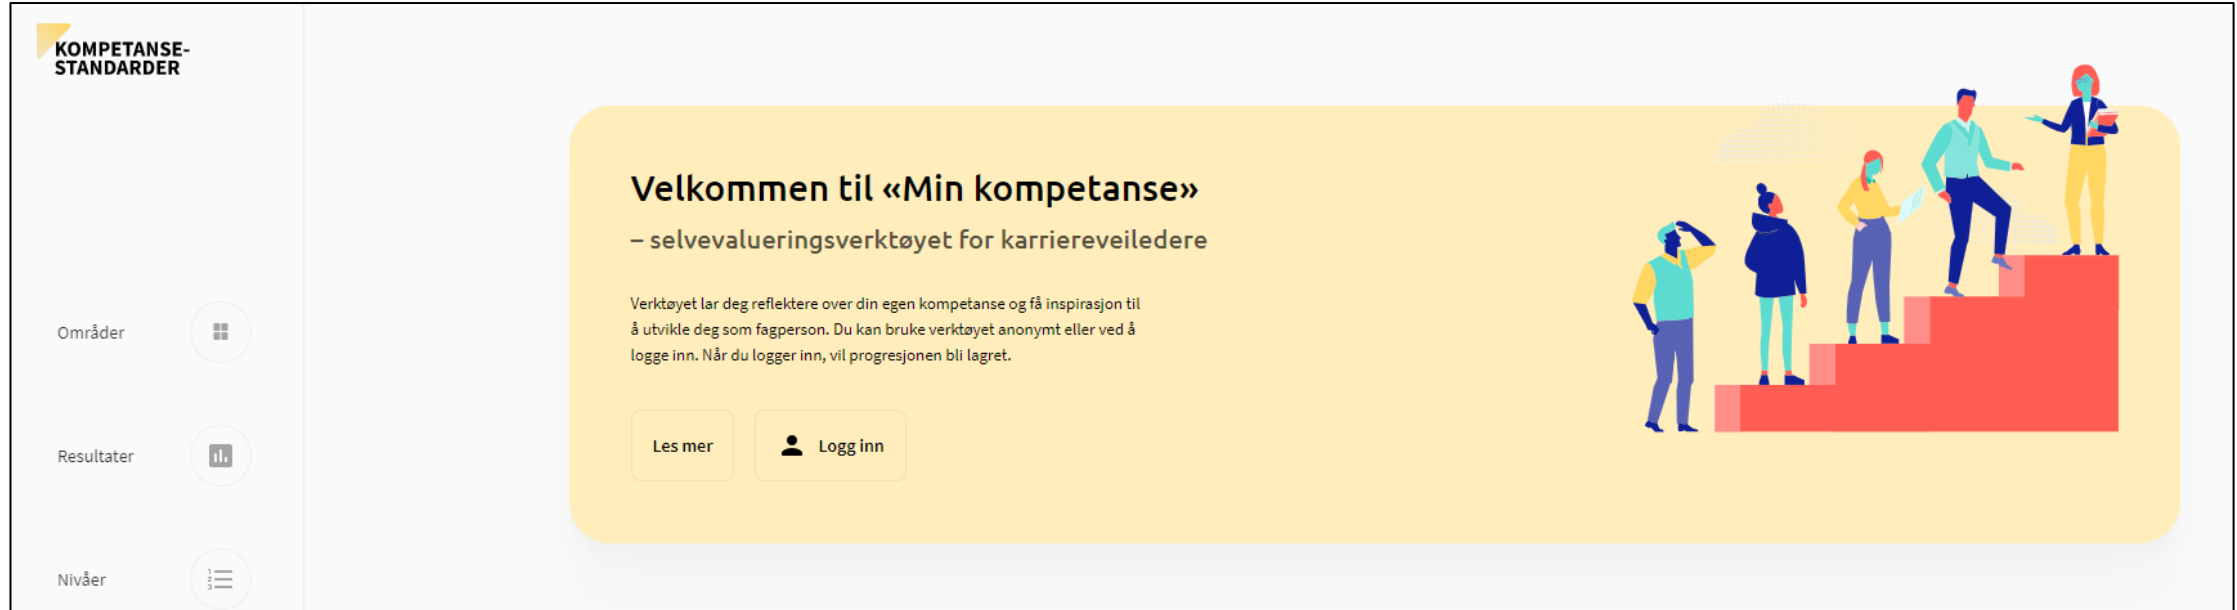 KOMPETANSE-
STANDARDER
Områder
Resultater
Nivåer
Velkommen til «Min kompetanse»
– selvevalueringsverktøyet for karriereveiledere
Verktøyet lar deg reflektere over din egen kompetanse og få inspirasjon til
å utvikle deg som fagperson. Du kan bruke verktøyet anonymt eller ved å
logge inn. Når du logger inn, vil progresjonen bli lagret.
Les mer
Logg inn